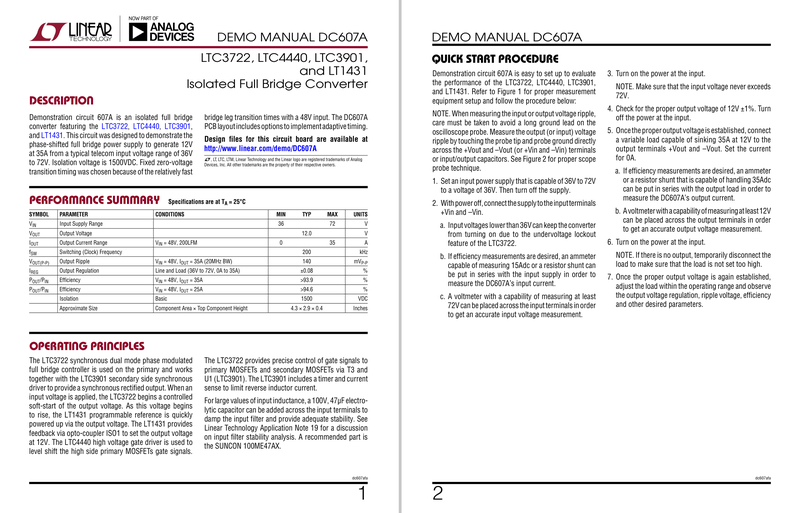 LINEAR
TECHNOLOGY
NOW PART OF
ANALOG
DEVICES
DEMO MANUAL DC607A
LTC3722, LTC4440, LTC3901,
and LT1431
Isolated Full Bridge Converter
DESCRIPTION
Demonstration circuit 607A is an isolated full bridge
converter featuring the LTC3722, LTC4440, LTC3901,
and LT1431. This circuit was designed to demonstrate the
phase-shifted full bridge power supply to generate 12V
at 35A from a typical telecom input voltage range of 36V
to 72V. Isolation voltage is 1500VDC. Fixed zero-voltage
transition timing was chosen because of the relatively fast
bridge leg transition times with a 48V input. The DC607A
PCB layout includes options to implement adaptive timing.
Design files for this circuit board are available at
http://www.linear.com/demo/DC607A
LT, LTC, LTM, Linear Technology and the Linear logo are registered trademarks of Analog
Devices, Inc. All other trademarks are the property of their respective owners.
PERFORMANCE SUMMARY Specifications are at TA = 25°C
SYMBOL PARAMETER CONDITIONS MIN TYP MAX UNITS
VIN Input Supply Range 36 72 V
VOUT Output Voltage 12.0 V
IOUT Output Current Range VIN = 48V, 200LFM 0 35 A
fSW Switching (Clock) Frequency 200 kHz
VOUT(P-P) Output Ripple VIN = 48V, IOUT = 35A (20MHz BW) 140 mVP-P
IREG Output Regulation Line and Load (36V to 72V, 0A to 35A) ±0.08 %
POUT/PIN Efficiency VIN = 48V, IOUT = 35A >93.9 %
POUT/PIN Efficiency VIN = 48V, IOUT = 25A >94.6 %
Isolation Basic 1500 VDC
Approximate Size Component Area × Top Component Height 4.3 × 2.9 × 0.4 Inches
OPERATING PRINCIPLES
The LTC3722 synchronous dual mode phase modulated
full bridge controller is used on the primary and works
together with the LTC3901 secondary side synchronous
driver to provide a synchronous rectified output. When an
input voltage is applied, the LTC3722 begins a controlled
soft-start of the output voltage. As this voltage begins
to rise, the LT1431 programmable reference is quickly
powered up via the output voltage. The LT1431 provides
feedback via opto-coupler ISO1 to set the output voltage
at 12V. The LTC4440 high voltage gate driver is used to
level shift the high side primary MOSFETs gate signals.
The LTC3722 provides precise control of gate signals to
primary MOSFETs and secondary MOSFETs via T3 and
U1 (LTC3901). The LTC3901 includes a timer and current
sense to limit reverse inductor current.
For large values of input inductance, a 100V, 47µF electro-
lytic capacitor can be added across the input terminals to
damp the input filter and provide adequate stability. See
Linear Technology Application Note 19 for a discussion
on input filter stability analysis. A recommended part is
the SUNCON 100ME47AX.
dc607afa
1
DEMO MANUAL DC607A
QUICK START PROCEDURE
Demonstration circuit 607A is easy to set up to evaluate
the performance of the LTC3722, LTC4440, LTC3901,
and LT1431. Refer to Figure 1 for proper measurement
equipment setup and follow the procedure below:
NOTE. When measuring the input or output voltage ripple,
care must be taken to avoid a long ground lead on the
oscilloscope probe. Measure the output (or input) voltage
ripple by touching the probe tip and probe ground directly
across the +Vout and –Vout (or +Vin and –Vin) terminals
or input/output capacitors. See Figure 2 for proper scope
probe technique.
1. Set an input power supply that is capable of 36V to 72V
to a voltage of 36V. Then turn off the supply.
2. With power off, connect the supply to the input terminals
+Vin and –Vin.
a. Input voltages lower than 36V can keep the converter
from turning on due to the undervoltage lockout
feature of the LTC3722.
b. If efficiency measurements are desired, an ammeter
capable of measuring 15Adc or a resistor shunt can
be put in series with the input supply in order to
measure the DC607A's input current.
c. A voltmeter with a capability of measuring at least
72V can be placed across the input terminals in order
to get an accurate input voltage measurement.
3. Turn on the power at the input.
NOTE. Make sure that the input voltage never exceeds
72V.
4. Check for the proper output voltage of 12V ±1%. Turn
off the power at the input.
5. Once the proper output voltage is established, connect
a variable load capable of sinking 35A at 12V to the
output terminals +Vout and –Vout. Set the current
for 0A.
a. If efficiency measurements are desired, an ammeter
or a resistor shunt that is capable of handling 35Adc
can be put in series with the output load in order to
measure the DC607A's output current.
b. A voltmeter with a capability of measuring at least 12V
can be placed across the output terminals in order
to get an accurate output voltage measurement.
6. Turn on the power at the input.
NOTE. If there is no output, temporarily disconnect the
load to make sure that the load is not set too high.
7. Once the proper output voltage is again established,
adjust the load within the operating range and observe
the output voltage regulation, ripple voltage, efficiency
and other desired parameters.
dc607afa
2